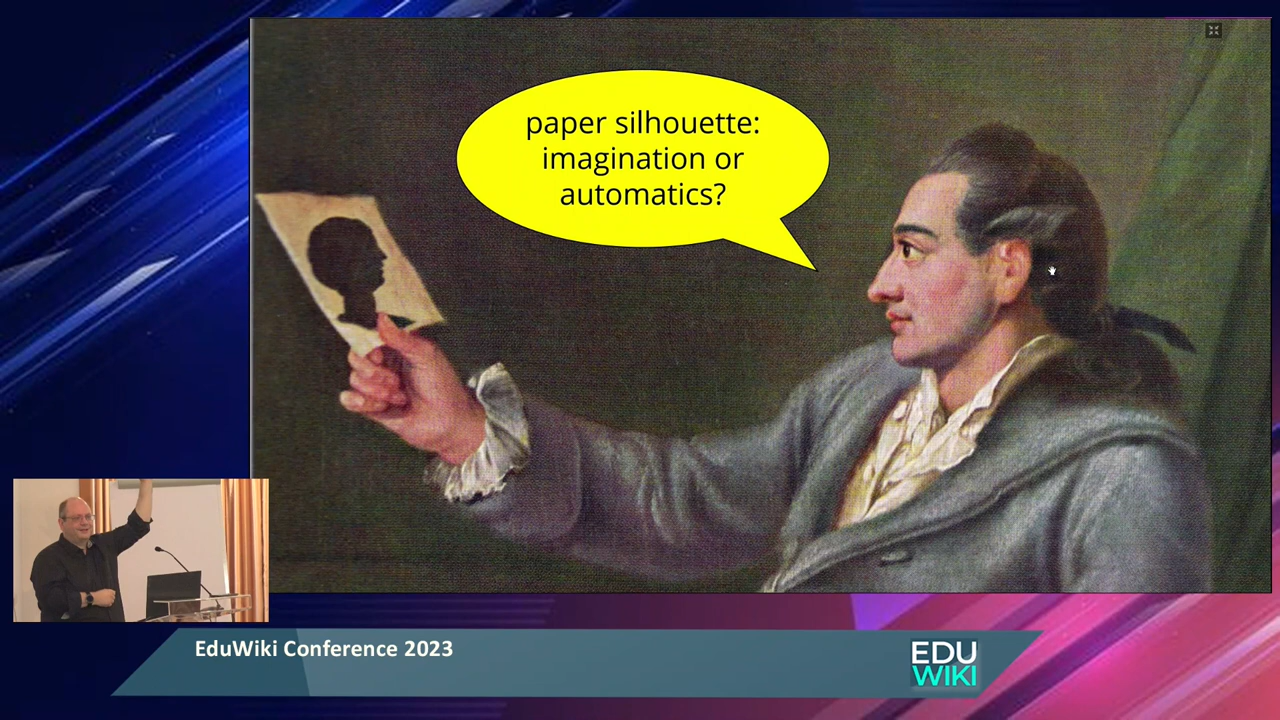 paper silhouette:
imagination or
automatics?
EduWiki Conference 2023
EDU
WIKI